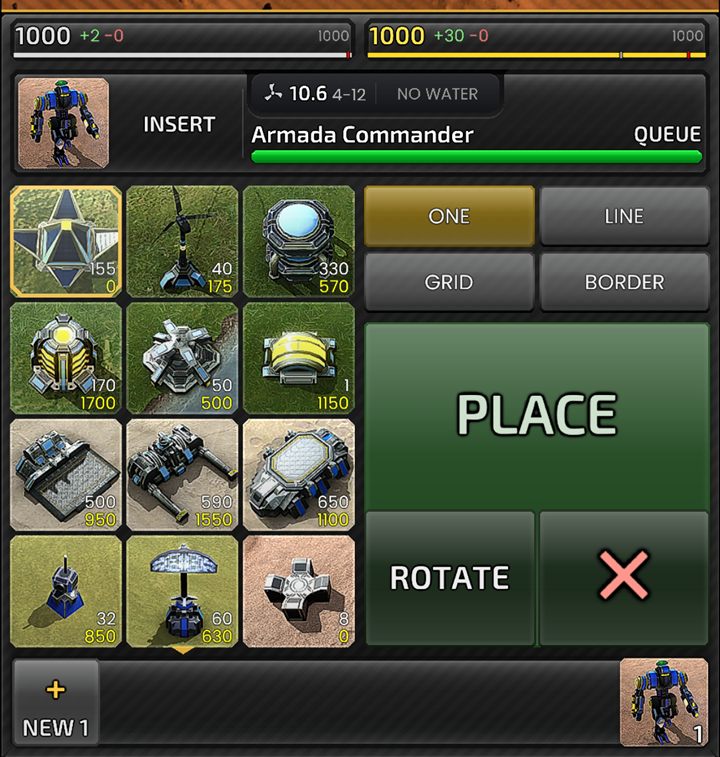 1000 +2 -0 1000
1000 +30 -0 1000
INSERT
10.6 4-12 NO WATER
Armada Commander QUEUE
155
0
40
175
330
570
170
1700
50
500
1
1150
500
950
590
1550
650
1100
32
850
60
630
8
0
ONE LINE
GRID BORDER
PLACE
ROTATE
+
NEW 1
1